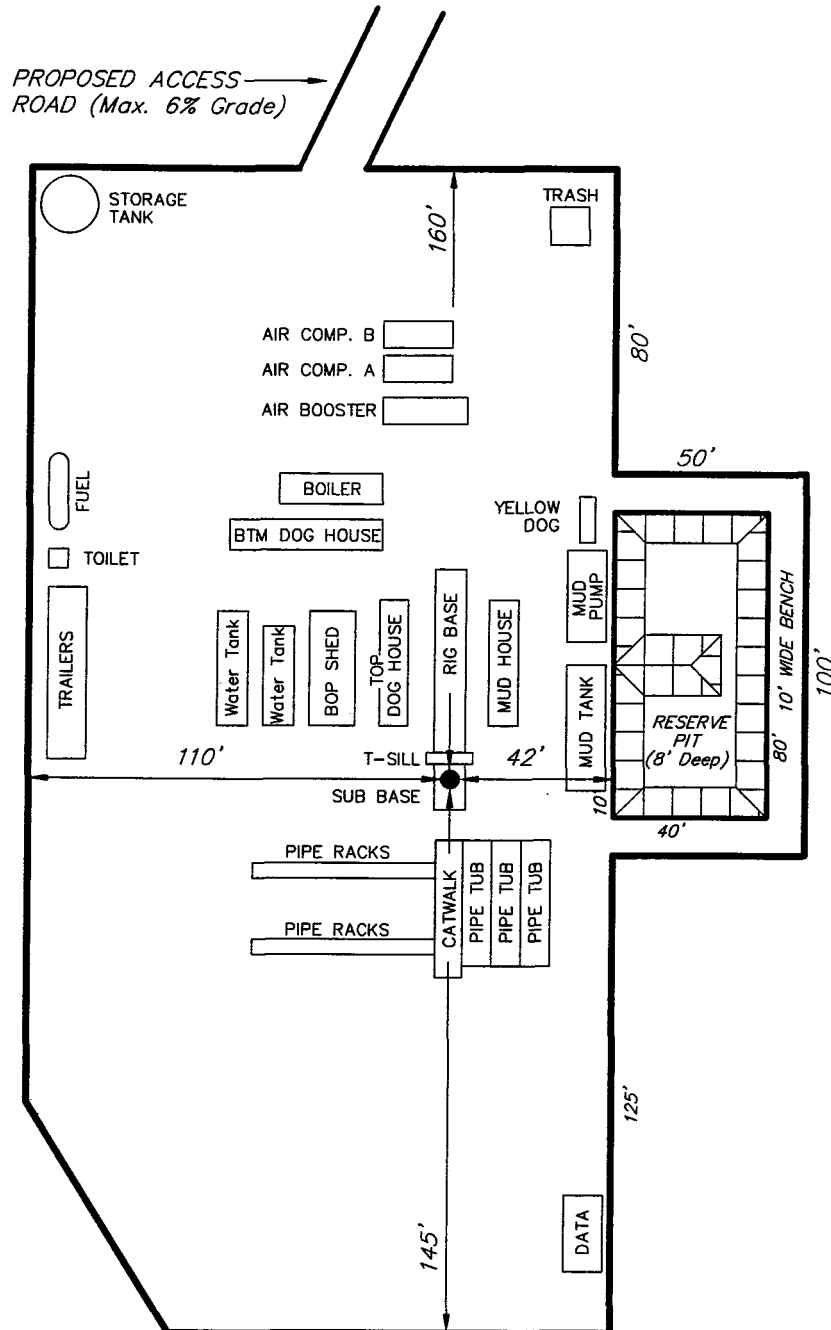 PROPOSED ACCESS
ROAD (Max. 6% Grade)
STORAGE
TANK
TRASH
160'
80'
AIR COMP. B
AIR COMP. A
AIR BOOSTER
50'
FUEL
BOILER
YELLOW
DOG
BTM DOG HOUSE
TOILET
MUD
PUMP
TRAILERS
Water Tank
Water Tank
BOP SHED
TOP
DOG HOUSE
RIG BASE
MUD HOUSE
MUD TANK
RESERVE
PIT
(8' Deep)
80'
10' WIDE BENCH
100'
110'
T-SILL
42'
SUB BASE
10'
40'
PIPE RACKS
PIPE RACKS
CATWALK
PIPE TUB
PIPE TUB
PIPE TUB
125'
145'
DATA